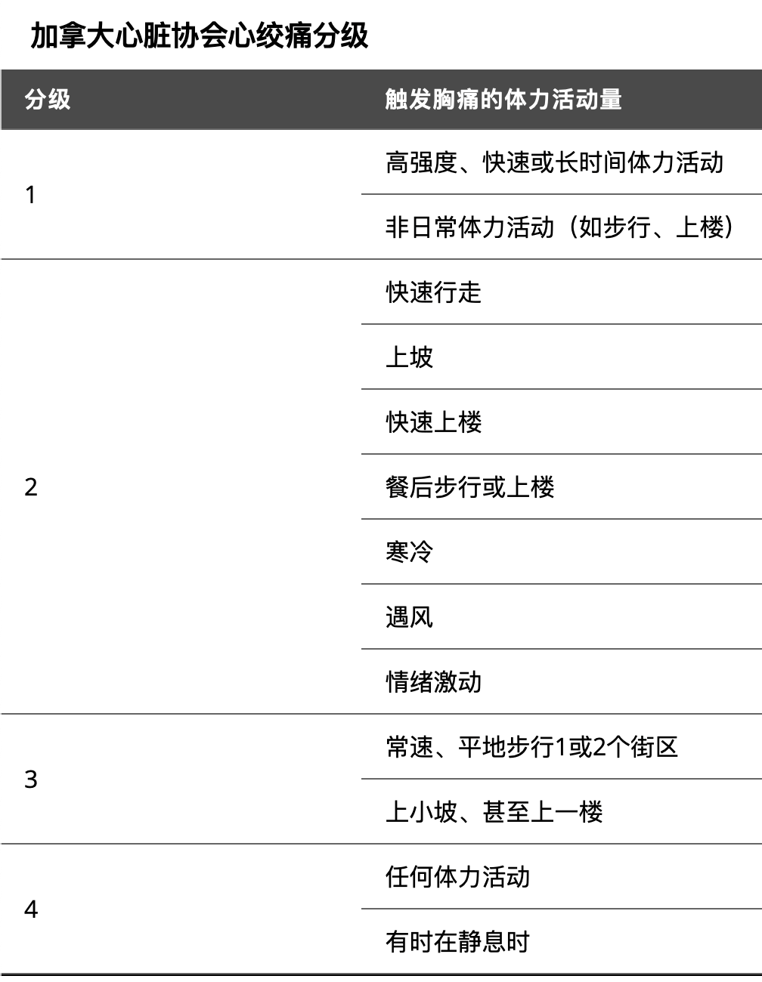 加拿大心脏协会心绞痛分级
分级 触发胸痛的体力活动量
1
高强度、快速或长时间体力活动
非日常体力活动（如步行、上楼）
2
快速行走
上坡
快速上楼
餐后步行或上楼
寒冷
遇风
情绪激动
3
常速、平地步行1或2个街区
上小坡、甚至上一楼
4
任何体力活动
有时在静息时